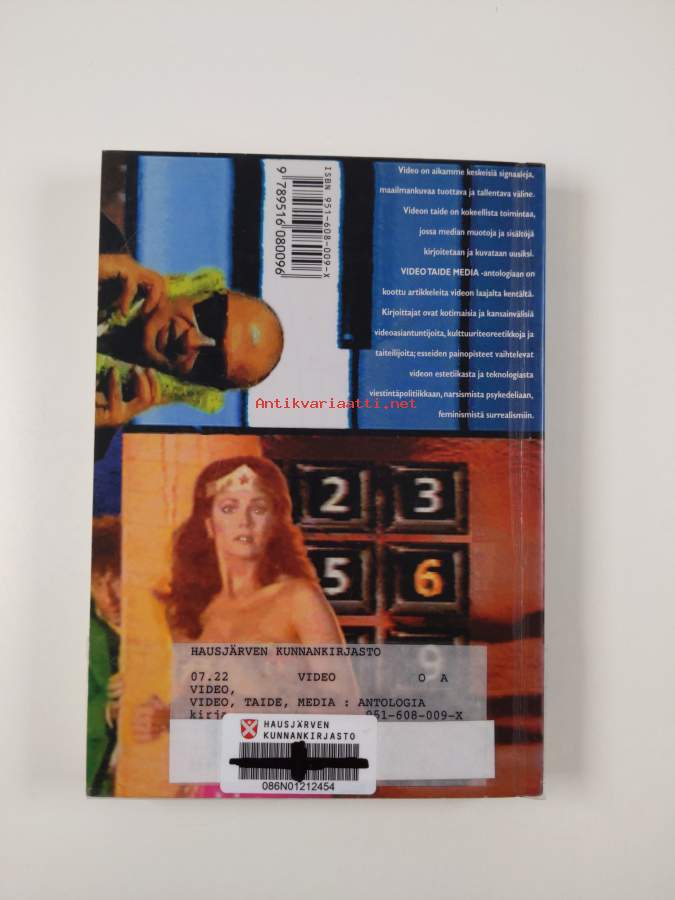 Video on aikamme keskeisiä signaaleja,
maailmankuvaa tuottava ja tallentava väline.
Videon taide on kokeellista toimintaa,
jossa median muotoja ja sisältöjä
kirjoitetaan ja kuvataan uusiksi.
VIDEO TAIDE MEDIA -antologiaan on
koottu artikkeleita videon laajalta kentältä.
Kirjoittajat ovat kotimaisia ja kansainvälisiä
videoasiantuntijoita, kulttuuriteoreetikkoja ja
taiteilijoita; esseiden painopisteet vaihtelevat
videon estetiikasta ja teknologiasta
viestintäpolitiikkaan, narsismista psykedeliaan,
feminismistä surrealismiin.
ISBN 951-608-009-X
9 789516 080096
Antikvariaatti.net
2 3
5 6
9
HAUSJÄRVEN KUNNANKIRJASTO
07.22 VIDEO O A
VIDEO,
VIDEO, TAIDE, MEDIA : ANTOLOGIA
951-608-009-X
HAUSJÄRVEN
KUNNANKIRJASTO
086N01212454